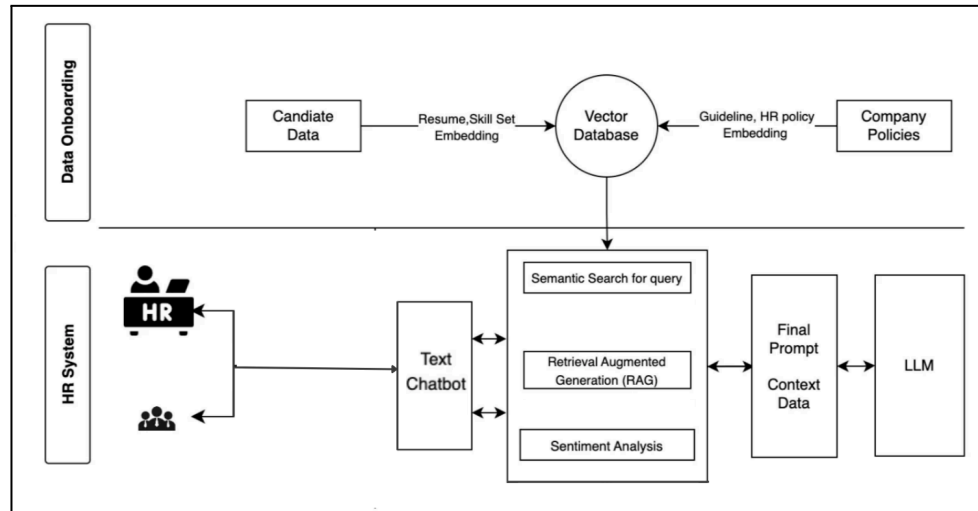 Data Onboarding
Candiate
Data
Resume,Skill Set
Embedding
Vector
Database
Guideline, HR policy
Embedding
Company
Policies
HR System
HR
Text
Chatbot
Semantic Search for query
Retrieval Augmented
Generation (RAG)
Sentiment Analysis
Final
Prompt
Context
Data
LLM